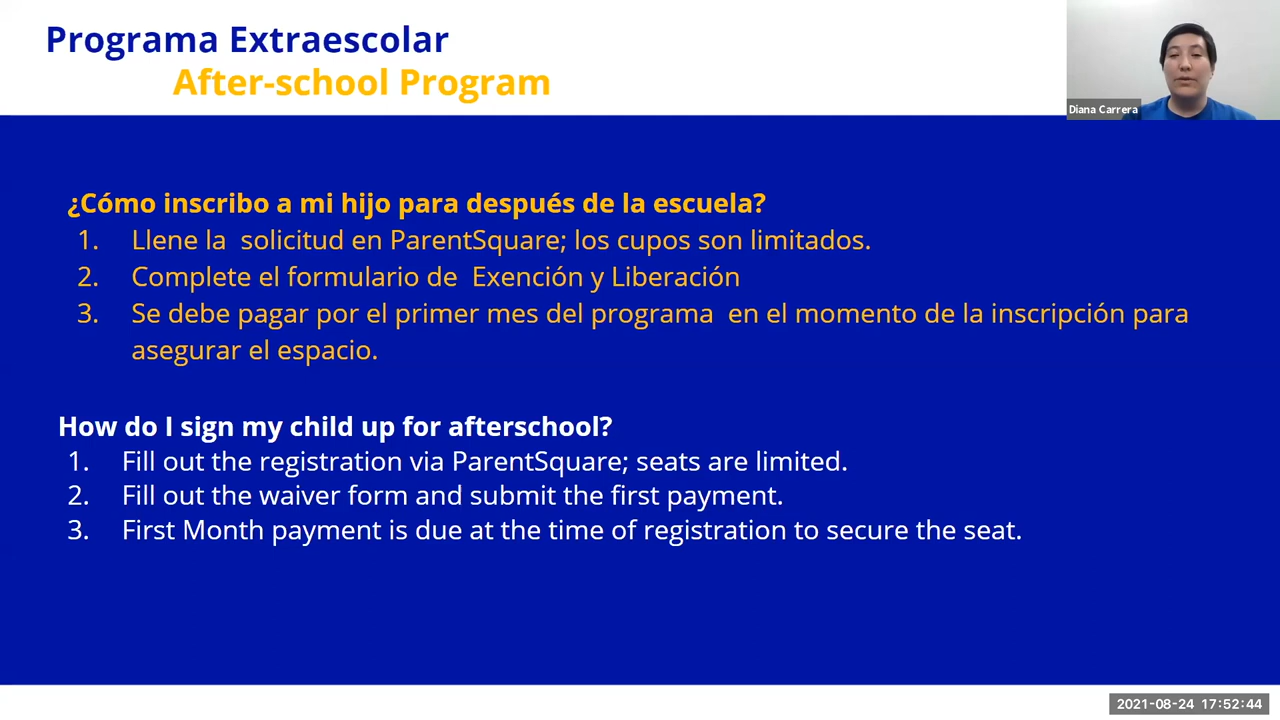 Programa Extraescolar
After-school Program
Diana Carrera
¿Cómo inscribo a mi hijo para después de la escuela?
1. Llene la solicitud en ParentSquare; los cupos son limitados.
2. Complete el formulario de Exención y Liberación
3. Se debe pagar por el primer mes del programa en el momento de la inscripción para
asegurar el espacio.
How do I sign my child up for afterschool?
1. Fill out the registration via ParentSquare; seats are limited.
2. Fill out the waiver form and submit the first payment.
3. First Month payment is due at the time of registration to secure the seat.
2021-08-24 17:52:44